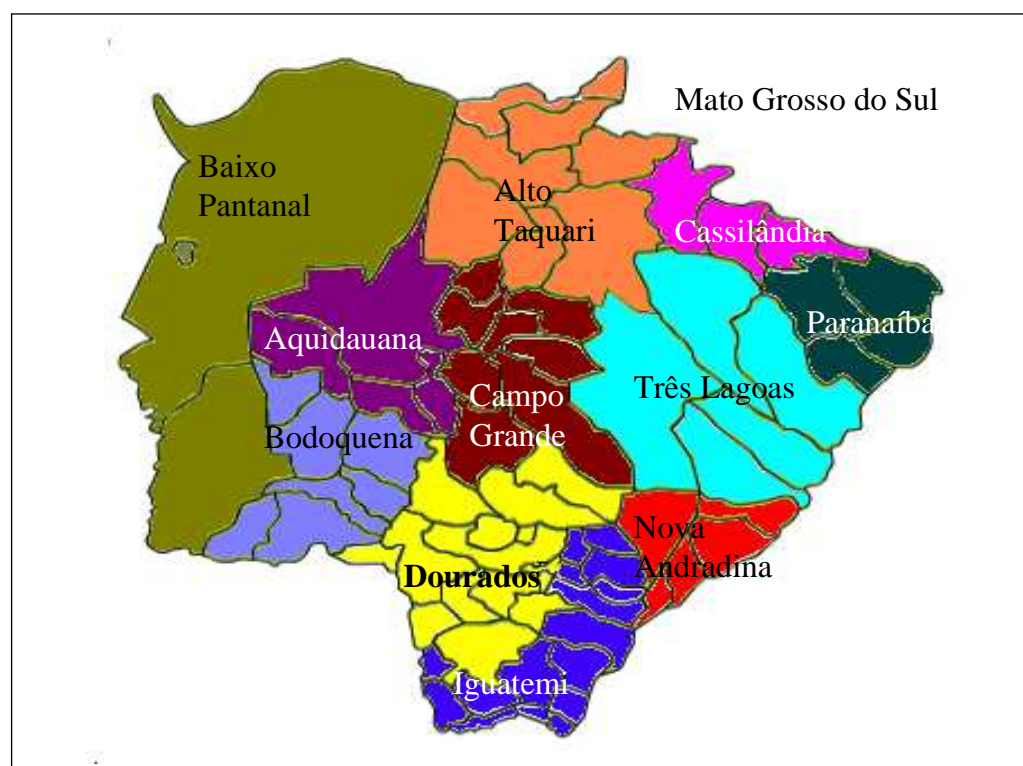 Mato Grosso do Sul
Baixo
Pantanal
Alto
Taquari
Cassilândia
Aquidauana
Paranaíba
Campo
Grande
Três Lagoas
Bodoquena
Nova
Andradina
Dourados
Iguatemi